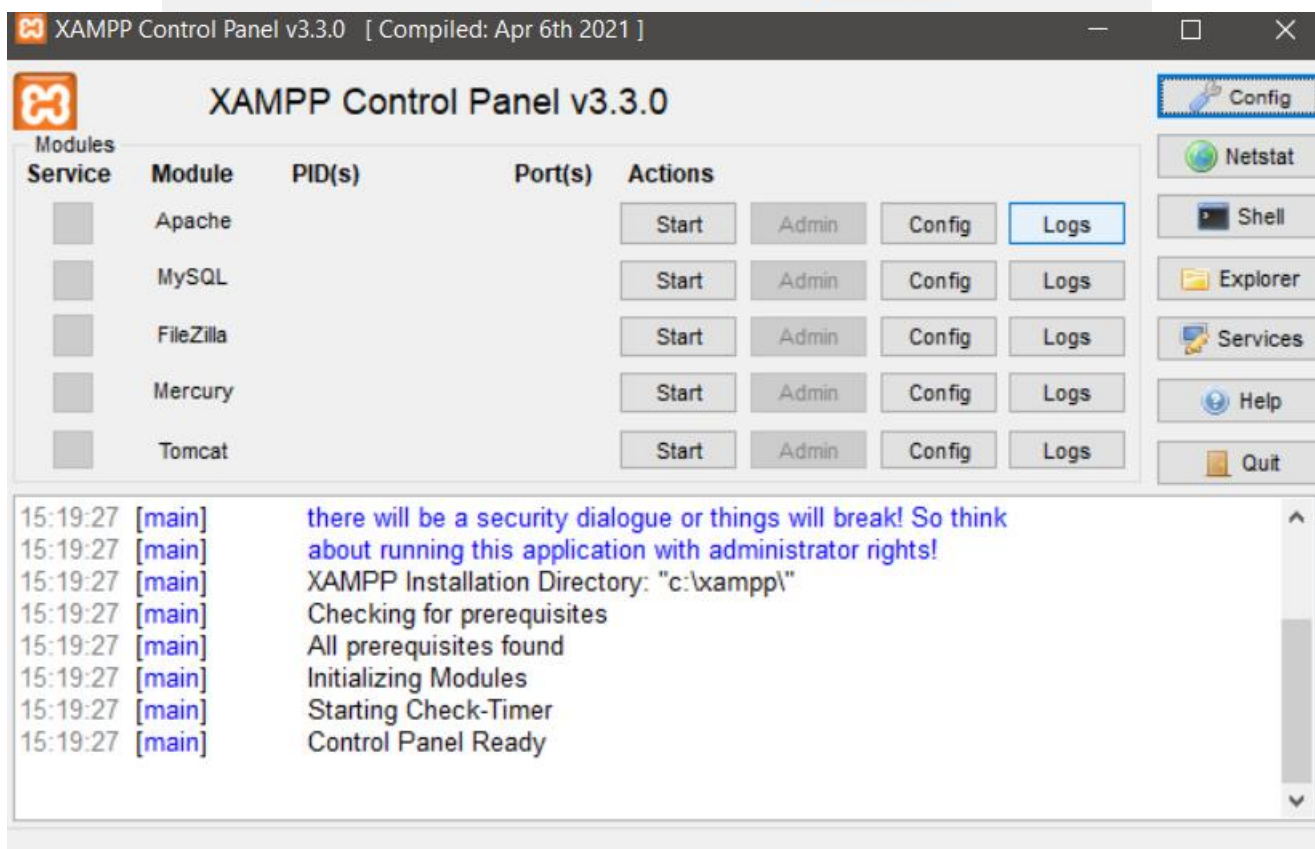 XAMPP Control Panel v3.3.0 [ Compiled: Apr 6th 2021 ]
XAMPP Control Panel v3.3.0
Config
Modules
Netstat
Service Module PID(s) Port(s) Actions
Apache Start Admin Config Logs
Shell
MySQL Start Admin Config Logs
Explorer
FileZilla Start Admin Config Logs
Services
Mercury Start Admin Config Logs
Help
Tomcat Start Admin Config Logs
Quit
15:19:27 [main] there will be a security dialogue or things will break! So think
15:19:27 [main] about running this application with administrator rights!
15:19:27 [main] XAMPP Installation Directory: "c:\xampp\"
15:19:27 [main] Checking for prerequisites
15:19:27 [main] All prerequisites found
15:19:27 [main] Initializing Modules
15:19:27 [main] Starting Check-Timer
15:19:27 [main] Control Panel Ready